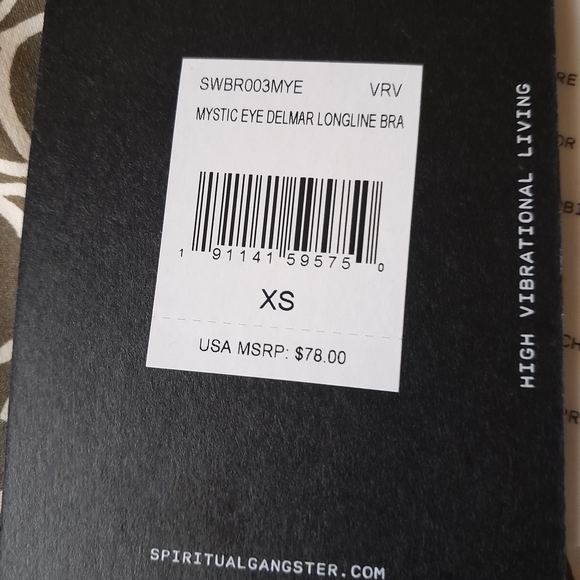 SWBR003MYE VRV
MYSTIC EYE DELMAR LONGLINE BRA
1 91141 59575 0
XS
USA MSRP: $78.00
HIGH VIBRATIONAL LIVING
SPIRITUALGANGSTER.COM